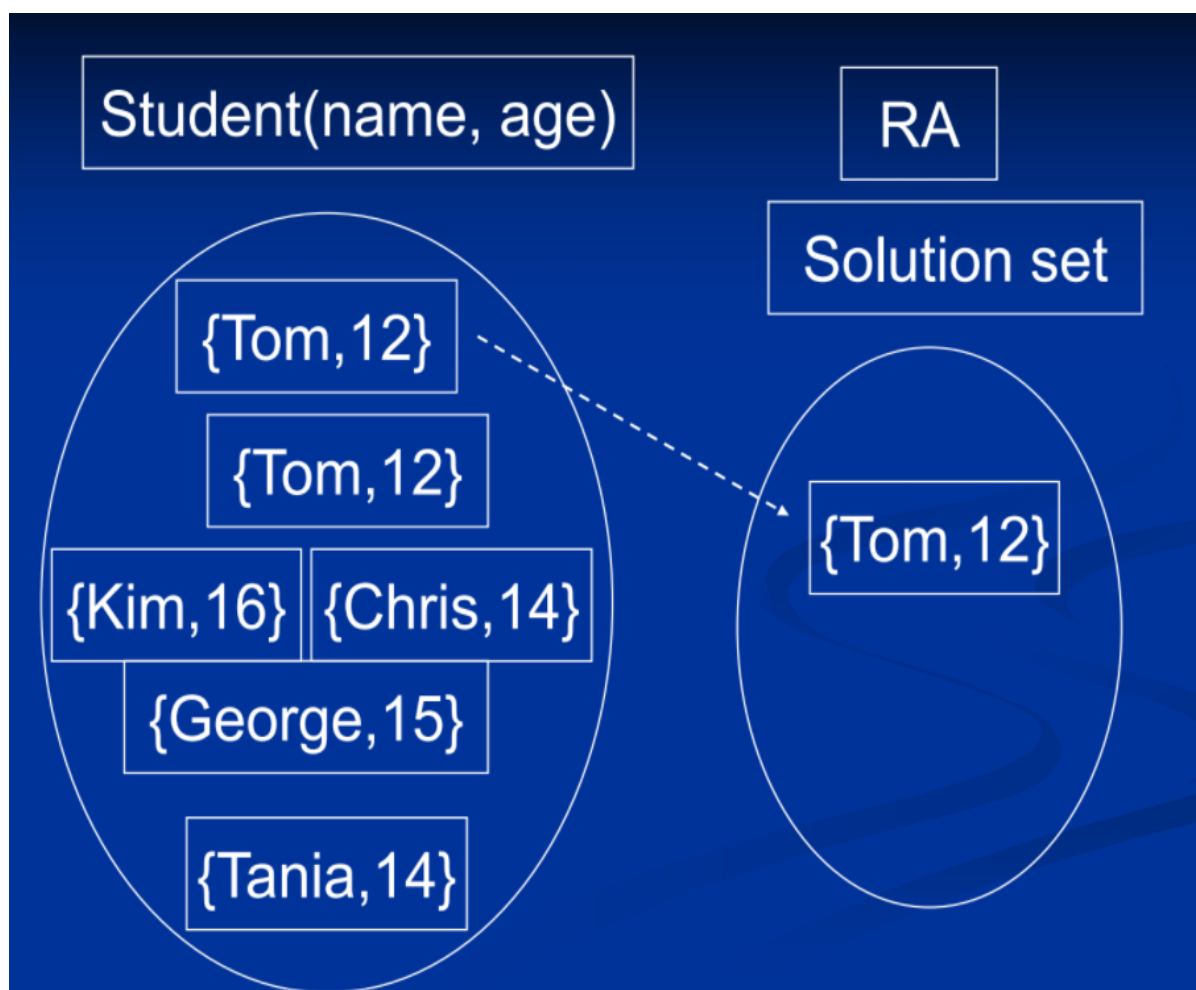 Student(name, age)
RA
Solution set
{Tom,12}
{Tom,12}
{Kim,16} {Chris,14}
{George,15}
{Tania,14}
{Tom,12}